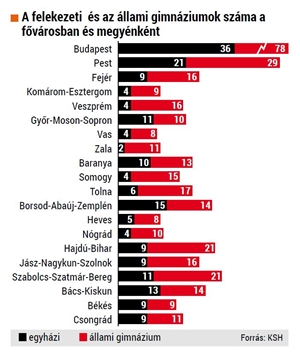 A felekezeti és az állami gimnáziumok száma a
fővárosban és megyénként
Budapest 36 78
Pest 21 29
Fejér 9 16
Komárom-Esztergom 4 9
Veszprém 4 16
Győr-Moson-Sopron 11 10
Vas 4 8
Zala 2 11
Baranya 10 13
Somogy 4 15
Tolna 6 17
Borsod-Abaúj-Zemplén 15 14
Heves 5 8
Nógrád 4 10
Hajdú-Bihar 9 21
Jász-Nagykun-Szolnok 9 16
Szabolcs-Szatmár-Bereg 11 21
Bács-Kiskun 13 14
Békés 9 9
Csongrád 9 11
egyházi állami gimnázium Forrás: KSH